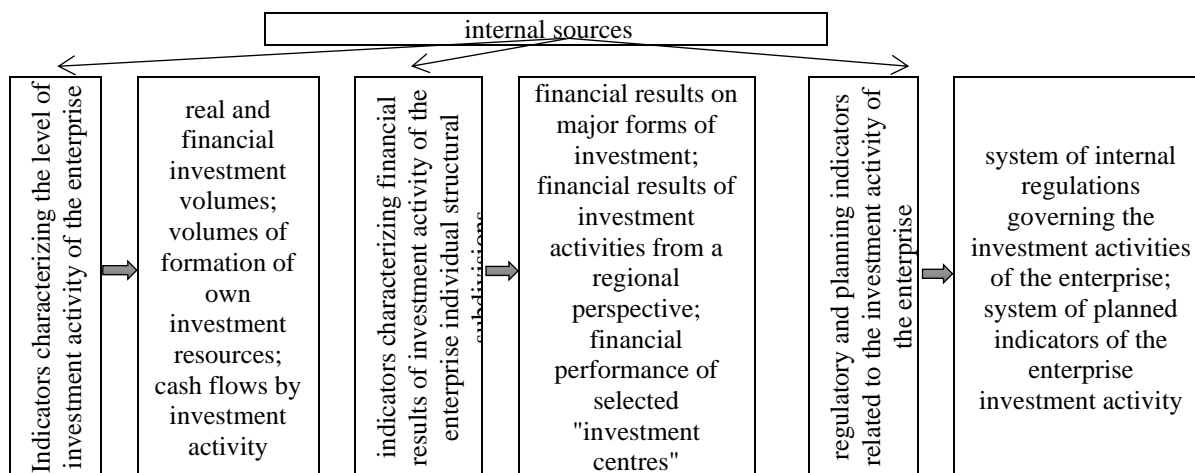 internal sources
Indicators characterizing the level of
investment activity of the enterprise
real and
financial
investment
volumes;
volumes of
formation of
own
investment
resources;
cash flows by
investment
activity
indicators characterizing financial
results of investment activity of the
enterprise individual structural
subdivisions
financial results on
major forms of
investment;
financial results of
investment
activities from a
regional
perspective;
financial
performance of
selected
"investment
centres"
regulatory and planning indicators
related to the investment activity of
the enterprise
system of internal
regulations
governing the
investment activities
of the enterprise;
system of planned
indicators of the
enterprise
investment activity